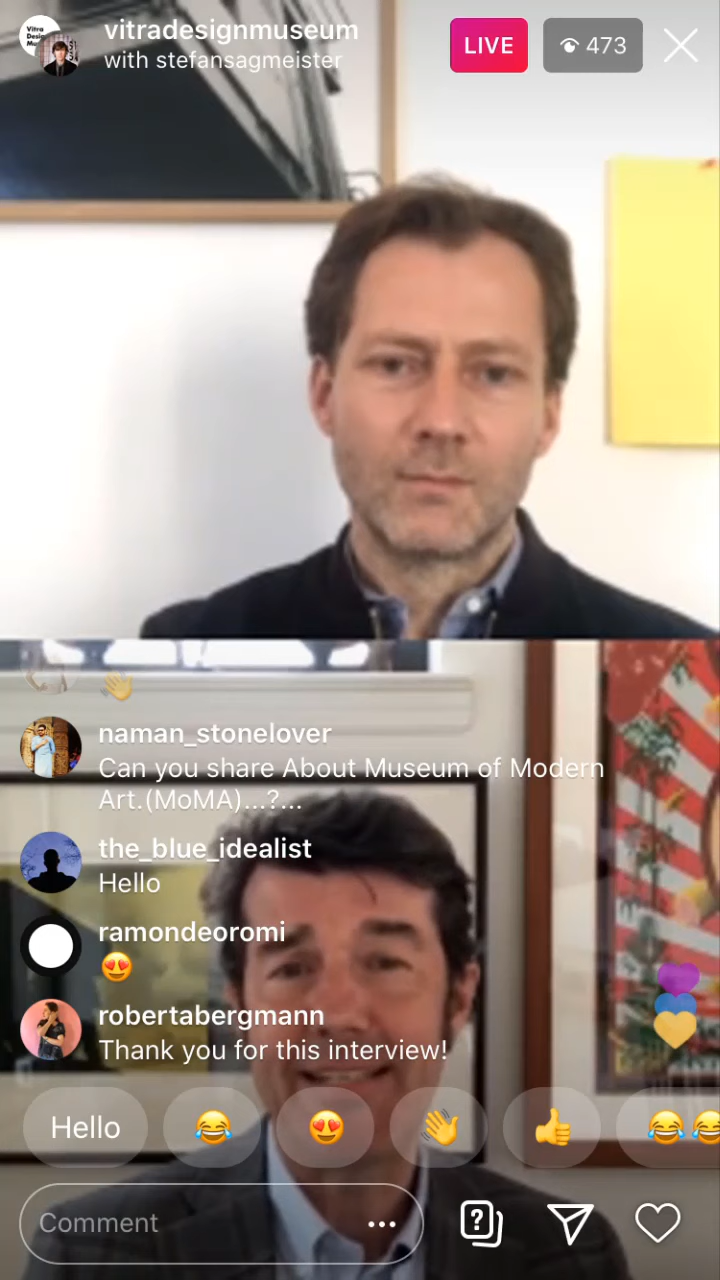 vitradesignmuseum
with stefansagmeister
LIVE
473
Vitra
naman_stonelover
Can you share About Museum of Modern
Art.(MoMA)...?...
the_blue_idealist
Hello
ramondeoromi
😍
robertabergmann
Thank you for this interview!
Hello
Comment